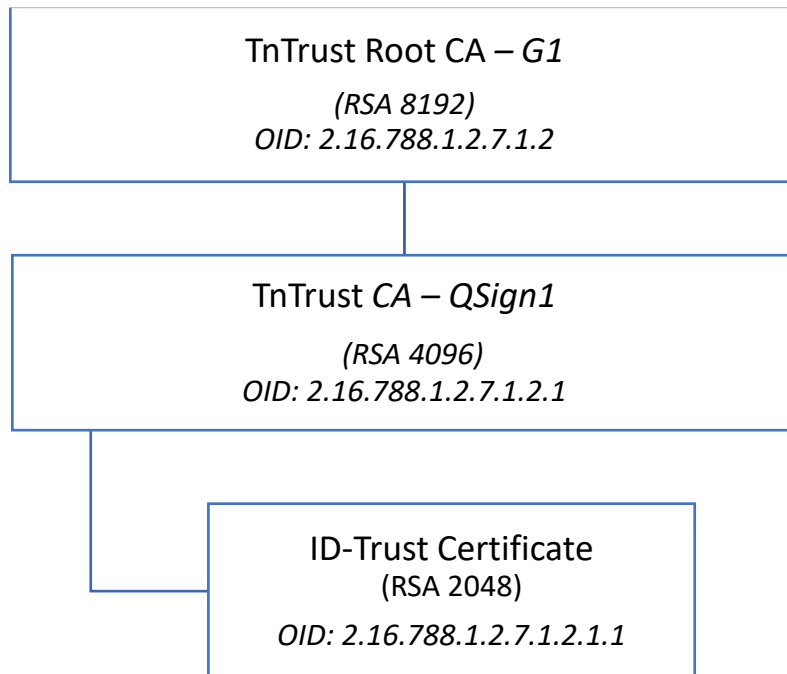 TnTrust Root CA – G1
(RSA 8192)
OID: 2.16.788.1.2.7.1.2
TnTrust CA – QSign1
(RSA 4096)
OID: 2.16.788.1.2.7.1.2.1
ID-Trust Certificate
(RSA 2048)
OID: 2.16.788.1.2.7.1.2.1.1